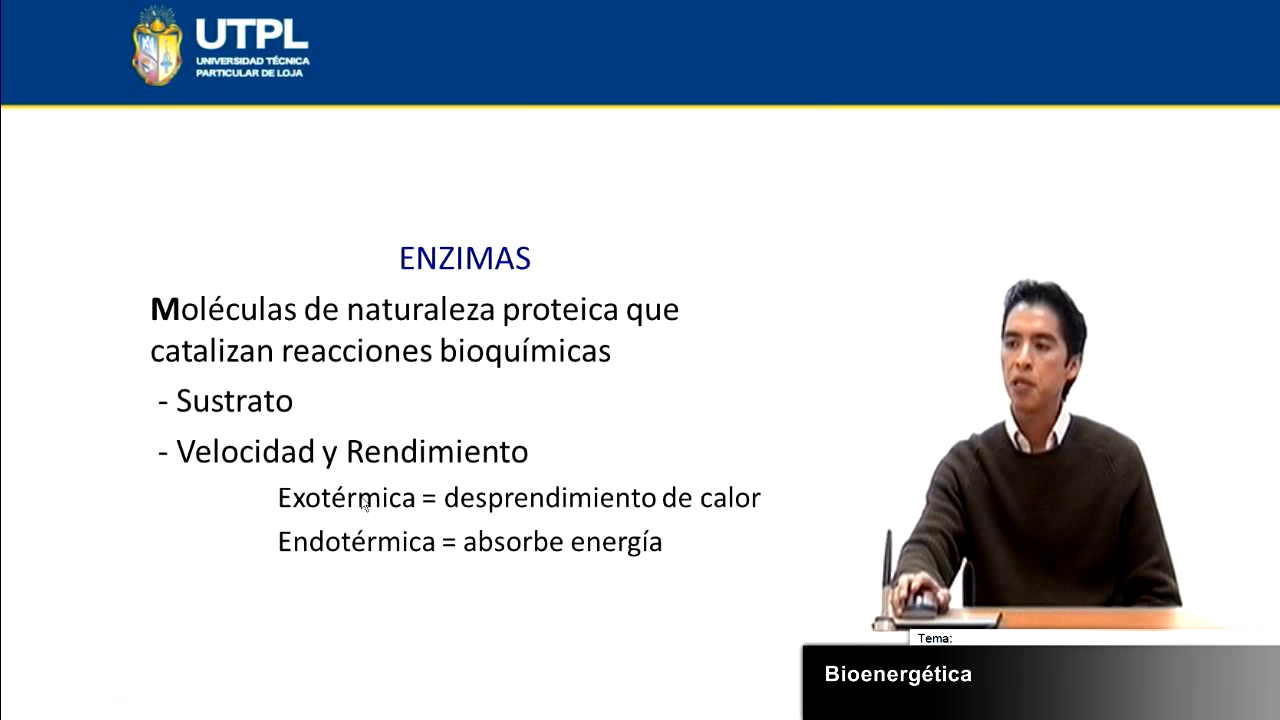 UTPL
UNIVERSIDAD TÉCNICA
PARTICULAR DE LOJA
ENZIMAS
Moléculas de naturaleza proteica que
catalizan reacciones bioquímicas
- Sustrato
- Velocidad y Rendimiento
Exotérmica = desprendimiento de calor
Endotérmica = absorbe energía
Tema:
Bioenergética